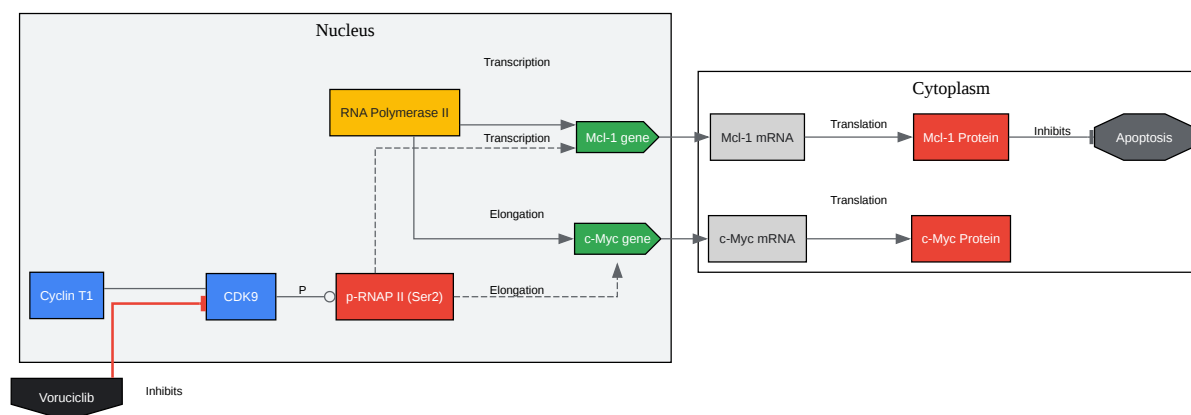 Nucleus
Transcription
Cytoplasm
RNA Polymerase II
Transcription
Mcl-1 gene
Mcl-1 mRNA
Translation
Mcl-1 Protein
Inhibits
Apoptosis
Elongation
c-Myc gene
c-Myc mRNA
Translation
c-Myc Protein
Cyclin T1
CDK9
P
p-RNAP II (Ser2)
Elongation
Voruciclib
Inhibits